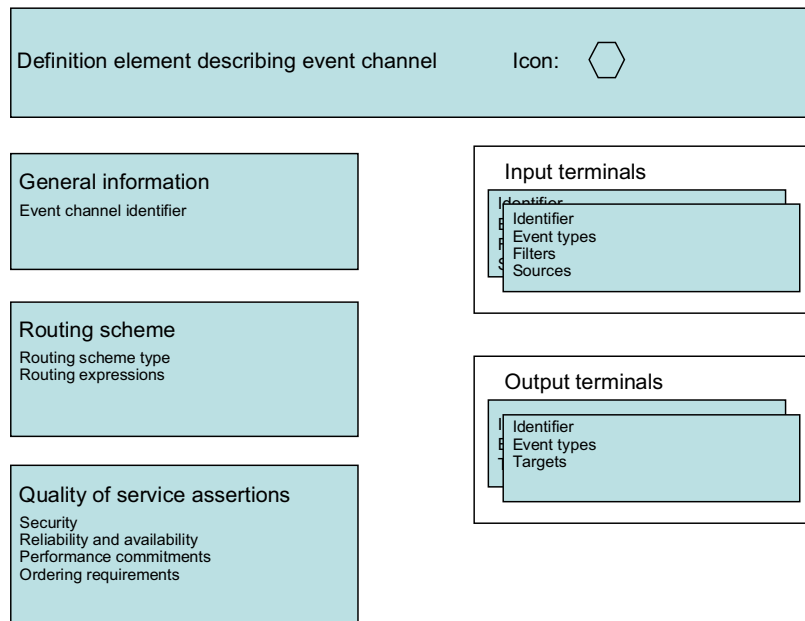 Definition element describing event channel Icon:
General information
Event channel identifier
Routing scheme
Routing scheme type
Routing expressions
Quality of service assertions
Security
Reliability and availability
Performance commitments
Ordering requirements
Input terminals
Identifier
Identifier
Event types
Filters
Sources
Output terminals
Identifier
Event types
Targets